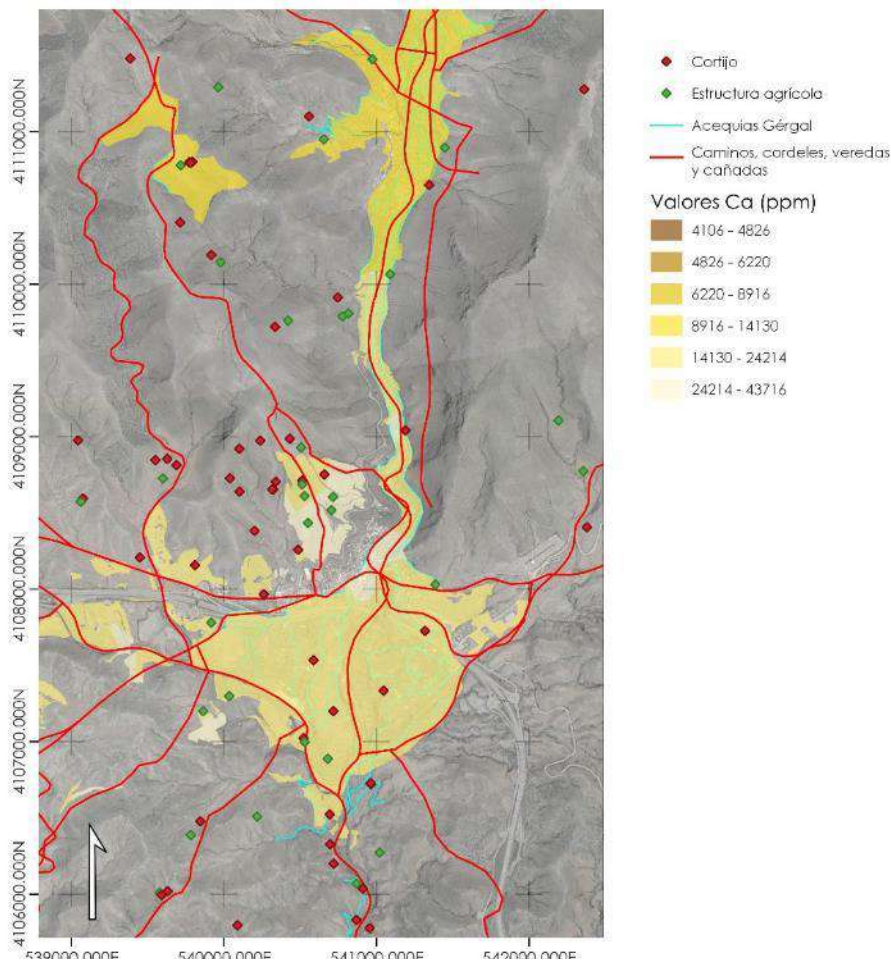 Cortijo
Estructura agrícola
Acequias Gérgal
Caminos, cordeles, veredas
y cañadas
Valores Ca (ppm)
4106 - 4826
4826 - 6220
6220 - 8916
8916 - 14130
14130 - 24214
24214 - 43716
4111000.000N
4110000.000N
4109000.000N
4108000.000N
4107000.000N
4106000.000N
539000.000E
540000.000E
541000.000E
542000.000E